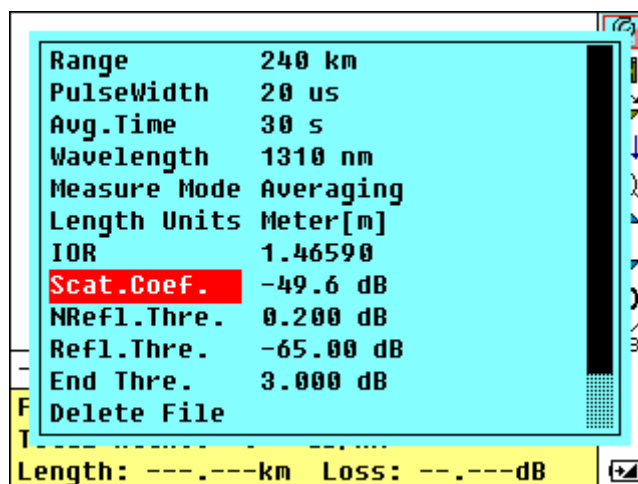 Range 240 km
PulseWidth 20 us
Avg.Time 30 s
Wavelength 1310 nm
Measure Mode Averaging
Length Units Meter[m]
IOR 1.46590
Scat.Coef. -49.6 dB
NRefl.Thre. 0.200 dB
Refl.Thre. -65.00 dB
End Thre. 3.000 dB
Delete File
Length: ---.---km Loss: --.---dB